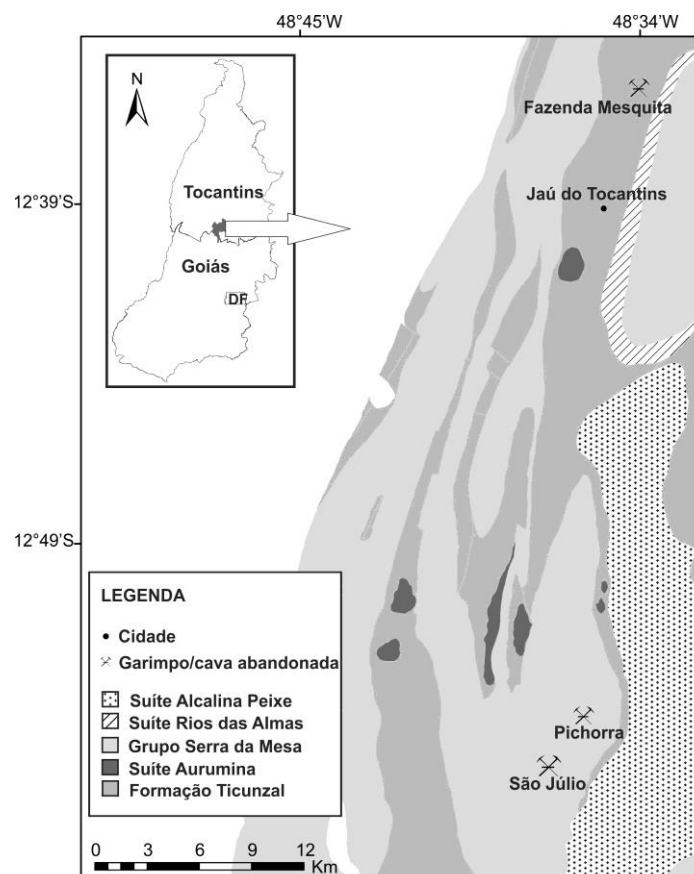 48°45'W
48°34'W
N
Fazenda Mesquita
Tocantins
Jaú do Tocantins
12°39'S
Goiás
DF
12°49'S
LEGENDA
Cidade
Garimpo/cava abandonada
Suíte Alcalina Peixe
Suíte Rios das Almas
Grupo Serra da Mesa
Suíte Aurumina
Formação Ticunzal
Pichorra
São Júlio
0 3 6 9 12
Km